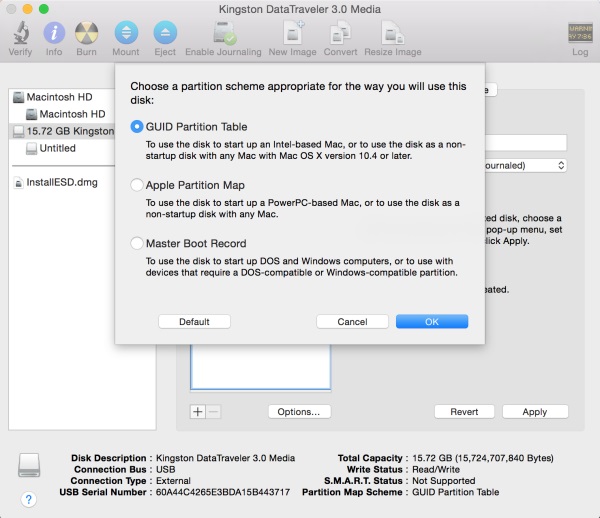 Kingston DataTraveler 3.0 Media
Verify Info Burn Mount Eject Enable Journaling New Image Convert Resize Image Log
Macintosh HD
Macintosh HD
15.72 GB Kingston
Untitled
InstallESD.dmg
Choose a partition scheme appropriate for the way you will use this
disk:
GUID Partition Table
To use the disk to start up an Intel-based Mac, or to use the disk as a non-
startup disk with any Mac with Mac OS X version 10.4 or later.
Apple Partition Map
To use the disk to start up a PowerPC-based Mac, or to use the disk as a
non-startup disk with any Mac.
Master Boot Record
To use the disk to start up DOS and Windows computers, or to use with
devices that require a DOS-compatible or Windows-compatible partition.
Default Cancel OK
e
ournaled)
ed disk, choose a
pop-up menu, set
lick Apply.
eated.
+ − Options... Revert Apply
Disk Description : Kingston DataTraveler 3.0 Media
Connection Bus : USB
Connection Type : External
USB Serial Number : 60A44C4265E3BDA15B443717
Total Capacity : 15.72 GB (15,724,707,840 Bytes)
Write Status : Read/Write
S.M.A.R.T. Status : Not Supported
Partition Map Scheme : GUID Partition Table
?